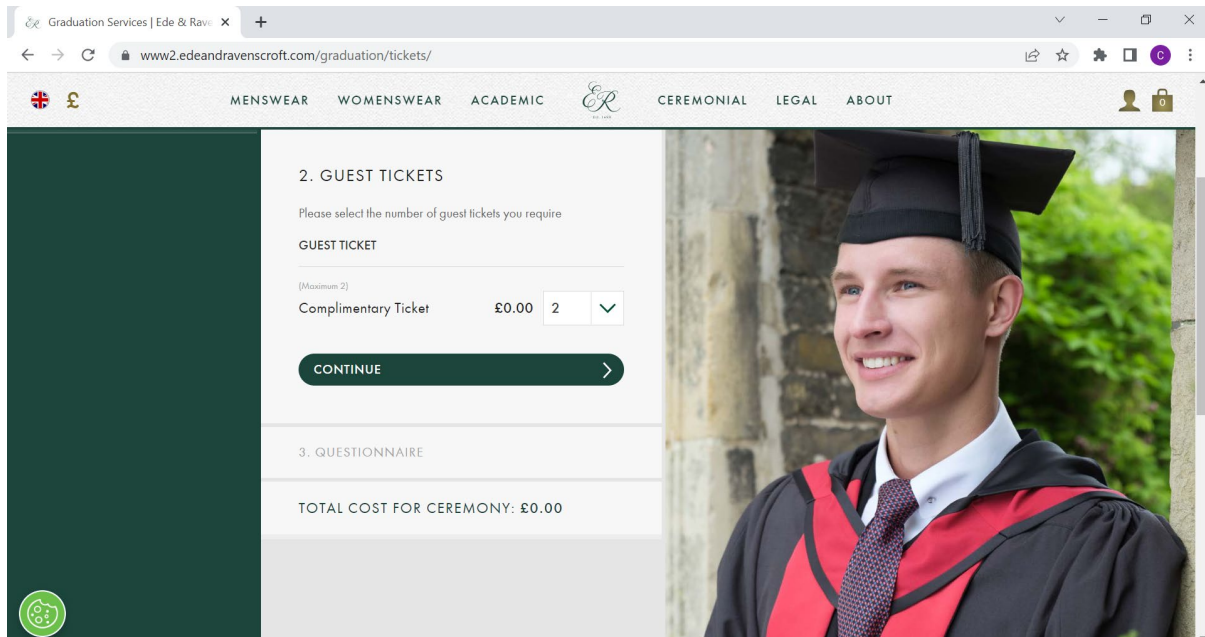 Graduation Services | Ede & Rave
www2.edeandravenscroft.com/graduation/tickets/
C
£
MENSWEAR WOMENSWEAR ACADEMIC ER CEREMONIAL LEGAL ABOUT
0
2. GUEST TICKETS
Please select the number of guest tickets you require
GUEST TICKET
(Maximum 2)
Complimentary Ticket £0.00 2
CONTINUE
3. QUESTIONNAIRE
TOTAL COST FOR CEREMONY: £0.00